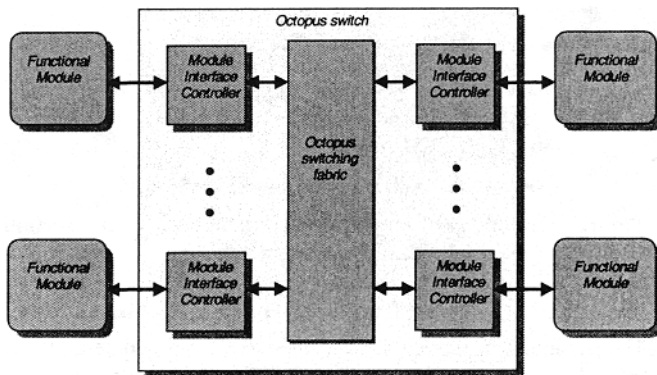 Octopus switch
Functional
Module
Module
Interface
Controller
Octopus
switching
fabric
Module
Interface
Controller
Functional
Module
Functional
Module
Module
Interface
Controller
Module
Interface
Controller
Functional
Module